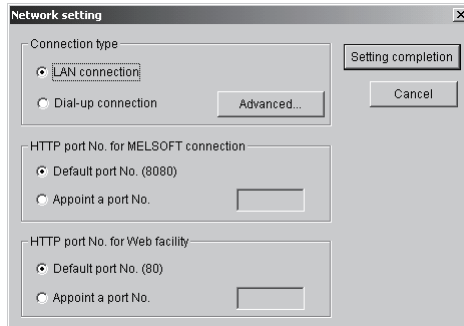 Network setting
Connection type
LAN connection
Dial-up connection
Advanced...
Setting completion
Cancel
HTTP port No. for MELSOFT connection
Default port No. (8080)
Appoint a port No.
HTTP port No. for Web facility
Default port No. (80)
Appoint a port No.